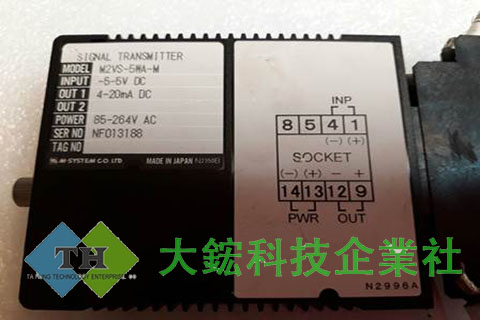 SIGNAL TRANSMITTER
MODEL M2VS-5WA-M
INPUT -5-5V DC
OUT 1 4-20mA DC
OUT 2
POWER 85-264V AC
SER NO NF013188
TAG NO
M-SYSTEM CO.,LTD MADE IN JAPAN
INP
8 5 4 1
(-) (+)
SOCKET
(-) (+) (-) (+)
14 13 12 9
PWR OUT
N2996A
TH
大鋐科技企業社